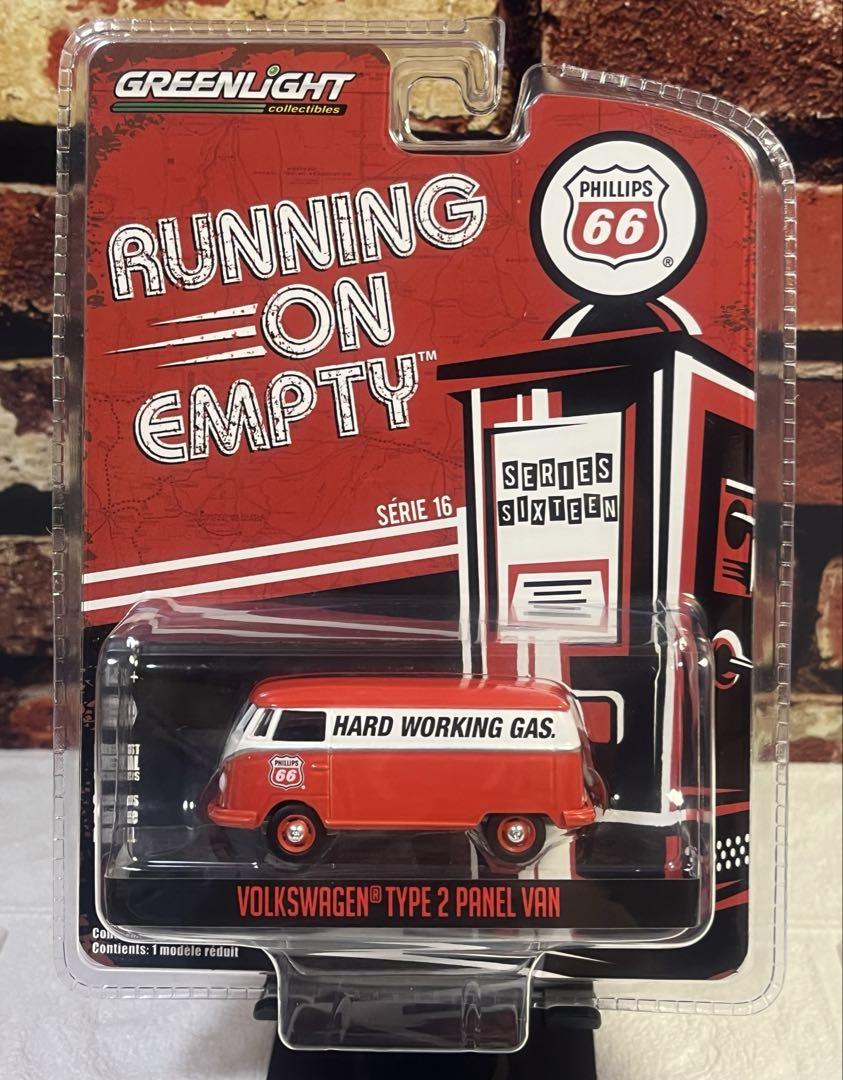 GREENLIGHT
collectibles
RUNNING
ON
EMPTY™
PHILLIPS
66®
SERIES
SIXTEEN
SÉRIE 16
HARD WORKING GAS.
PHILLIPS
66
VOLKSWAGEN® TYPE 2 PANEL VAN
Contients: 1 modèle réduit